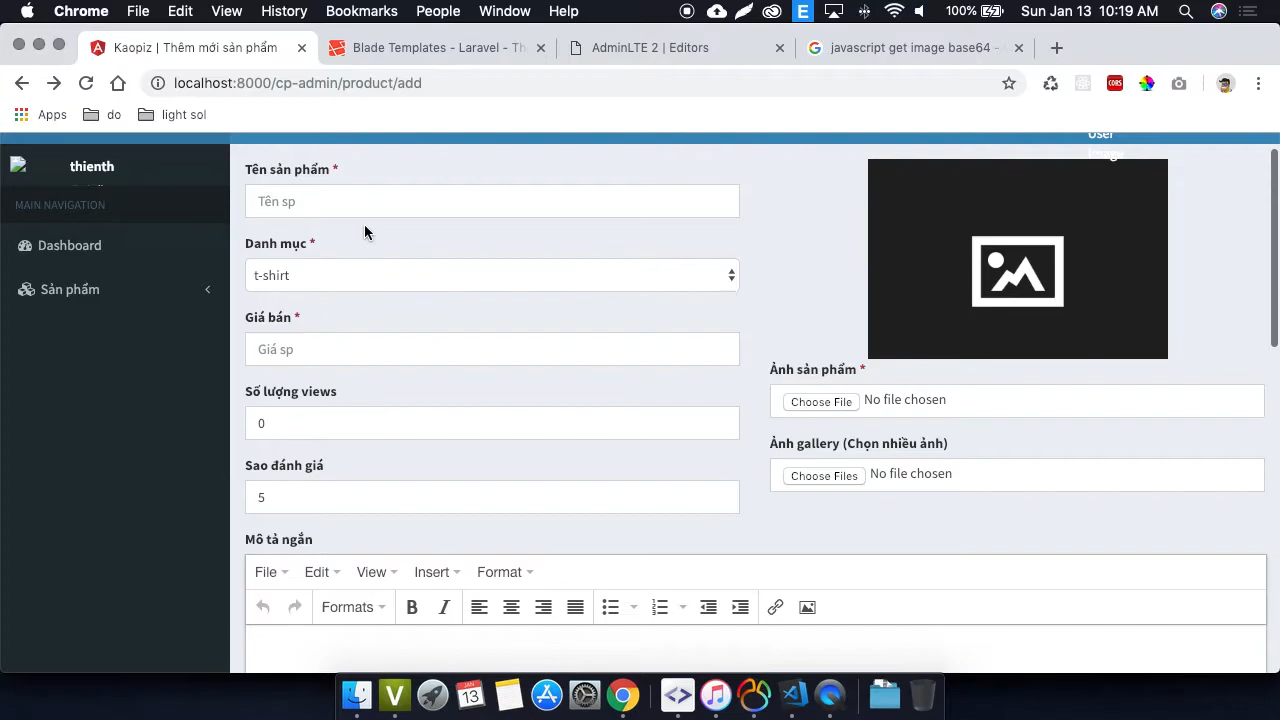 Chrome File Edit View History Bookmarks People Window Help 100% Sun Jan 13 10:19 AM
Kaopiz | Thêm mới sản phẩm
Blade Templates - Laravel - Th
AdminLTE 2 | Editors
javascript get image base64 -
localhost:8000/cp-admin/product/add
Apps do light sol
thienth
User
Image
MAIN NAVIGATION
Dashboard
Sản phẩm
Tên sản phẩm *
Tên sp
Danh mục *
t-shirt
Giá bán *
Giá sp
Số lượng views
0
Sao đánh giá
5
Ảnh sản phẩm *
Choose File No file chosen
Ảnh gallery (Chọn nhiều ảnh)
Choose Files No file chosen
Mô tả ngắn
File Edit View Insert Format
Formats B I
JAN
13